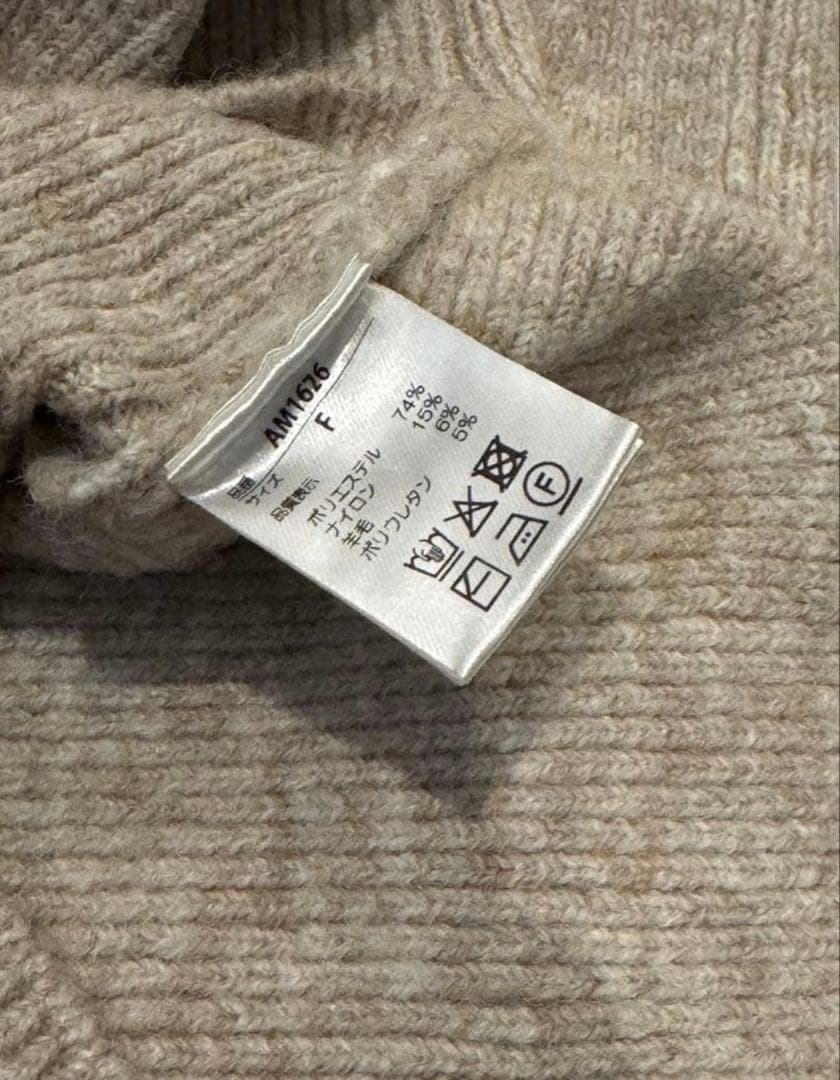 品番 AM1626
サイズ F
品質表示
ポリエステル 74%
ナイロン 15%
羊毛 6%
ポリウレタン 5%
F